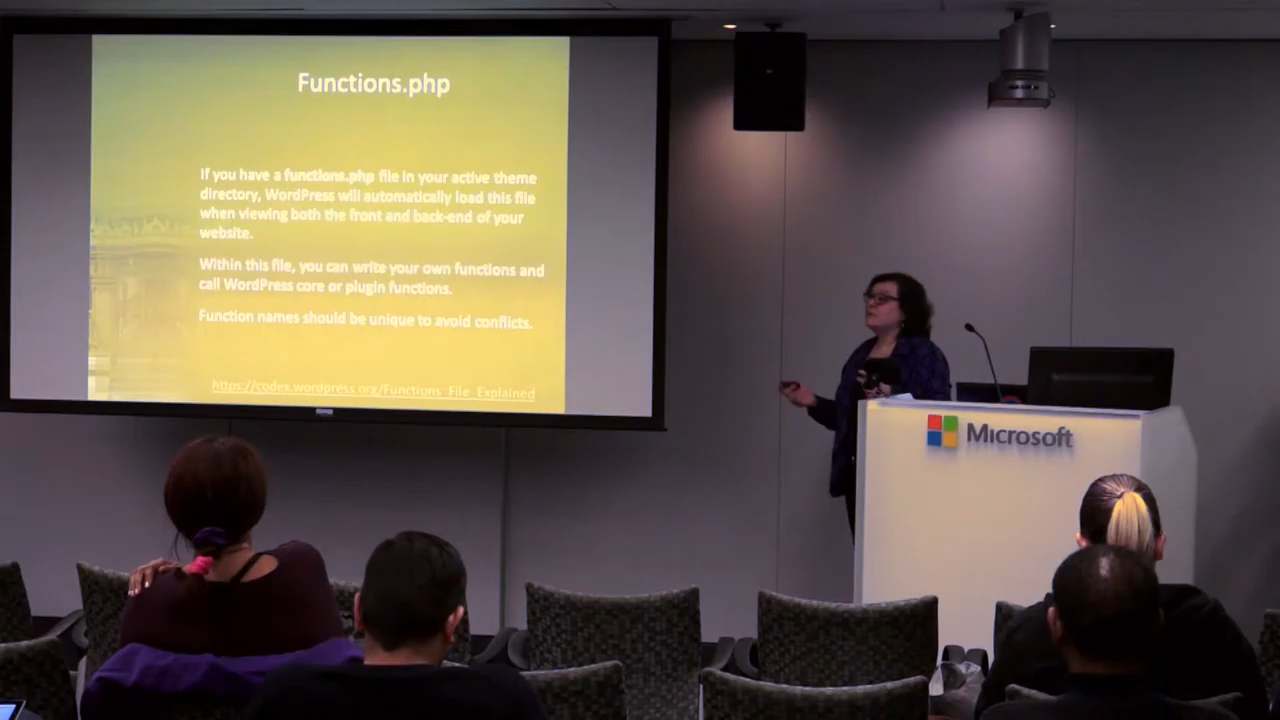 Functions.php
If you have a functions.php file in your active theme
directory, WordPress will automatically load this file
when viewing both the front and back-end of your
website.
Within this file, you can write your own functions and
call WordPress core or plugin functions.
Function names should be unique to avoid conflicts.
https://codex.wordpress.org/Functions_File_Explained
Microsoft